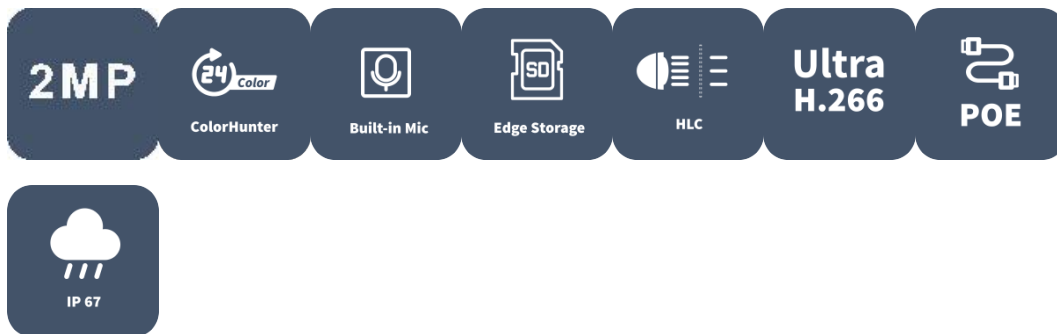 2MP
24 Color
ColorHunter
Built-in Mic
SD
Edge Storage
HLC
Ultra
H.266
POE
IP 67